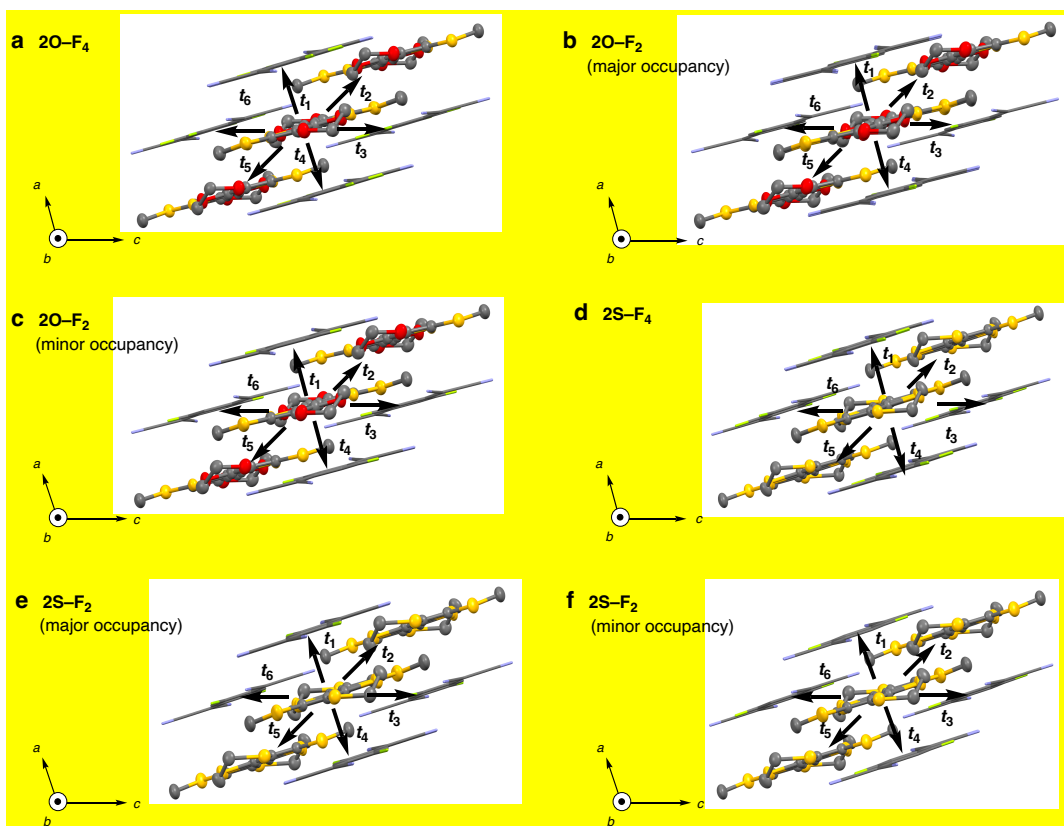 a 2O–F4
t1
t2
t6
t3
t4
t5
a
b
c
b 2O–F2
(major occupancy)
t1
t2
t6
t3
t5
t4
a
b
c
c 2O–F2
(minor occupancy)
t1
t2
t6
t3
t5
t4
a
b
c
d 2S–F4
t1
t2
t6
t3
t5
t4
a
b
c
e 2S–F2
(major occupancy)
t1
t2
t6
t3
t5
t4
a
b
c
f 2S–F2
(minor occupancy)
t1
t2
t6
t3
t5
t4
a
b
c